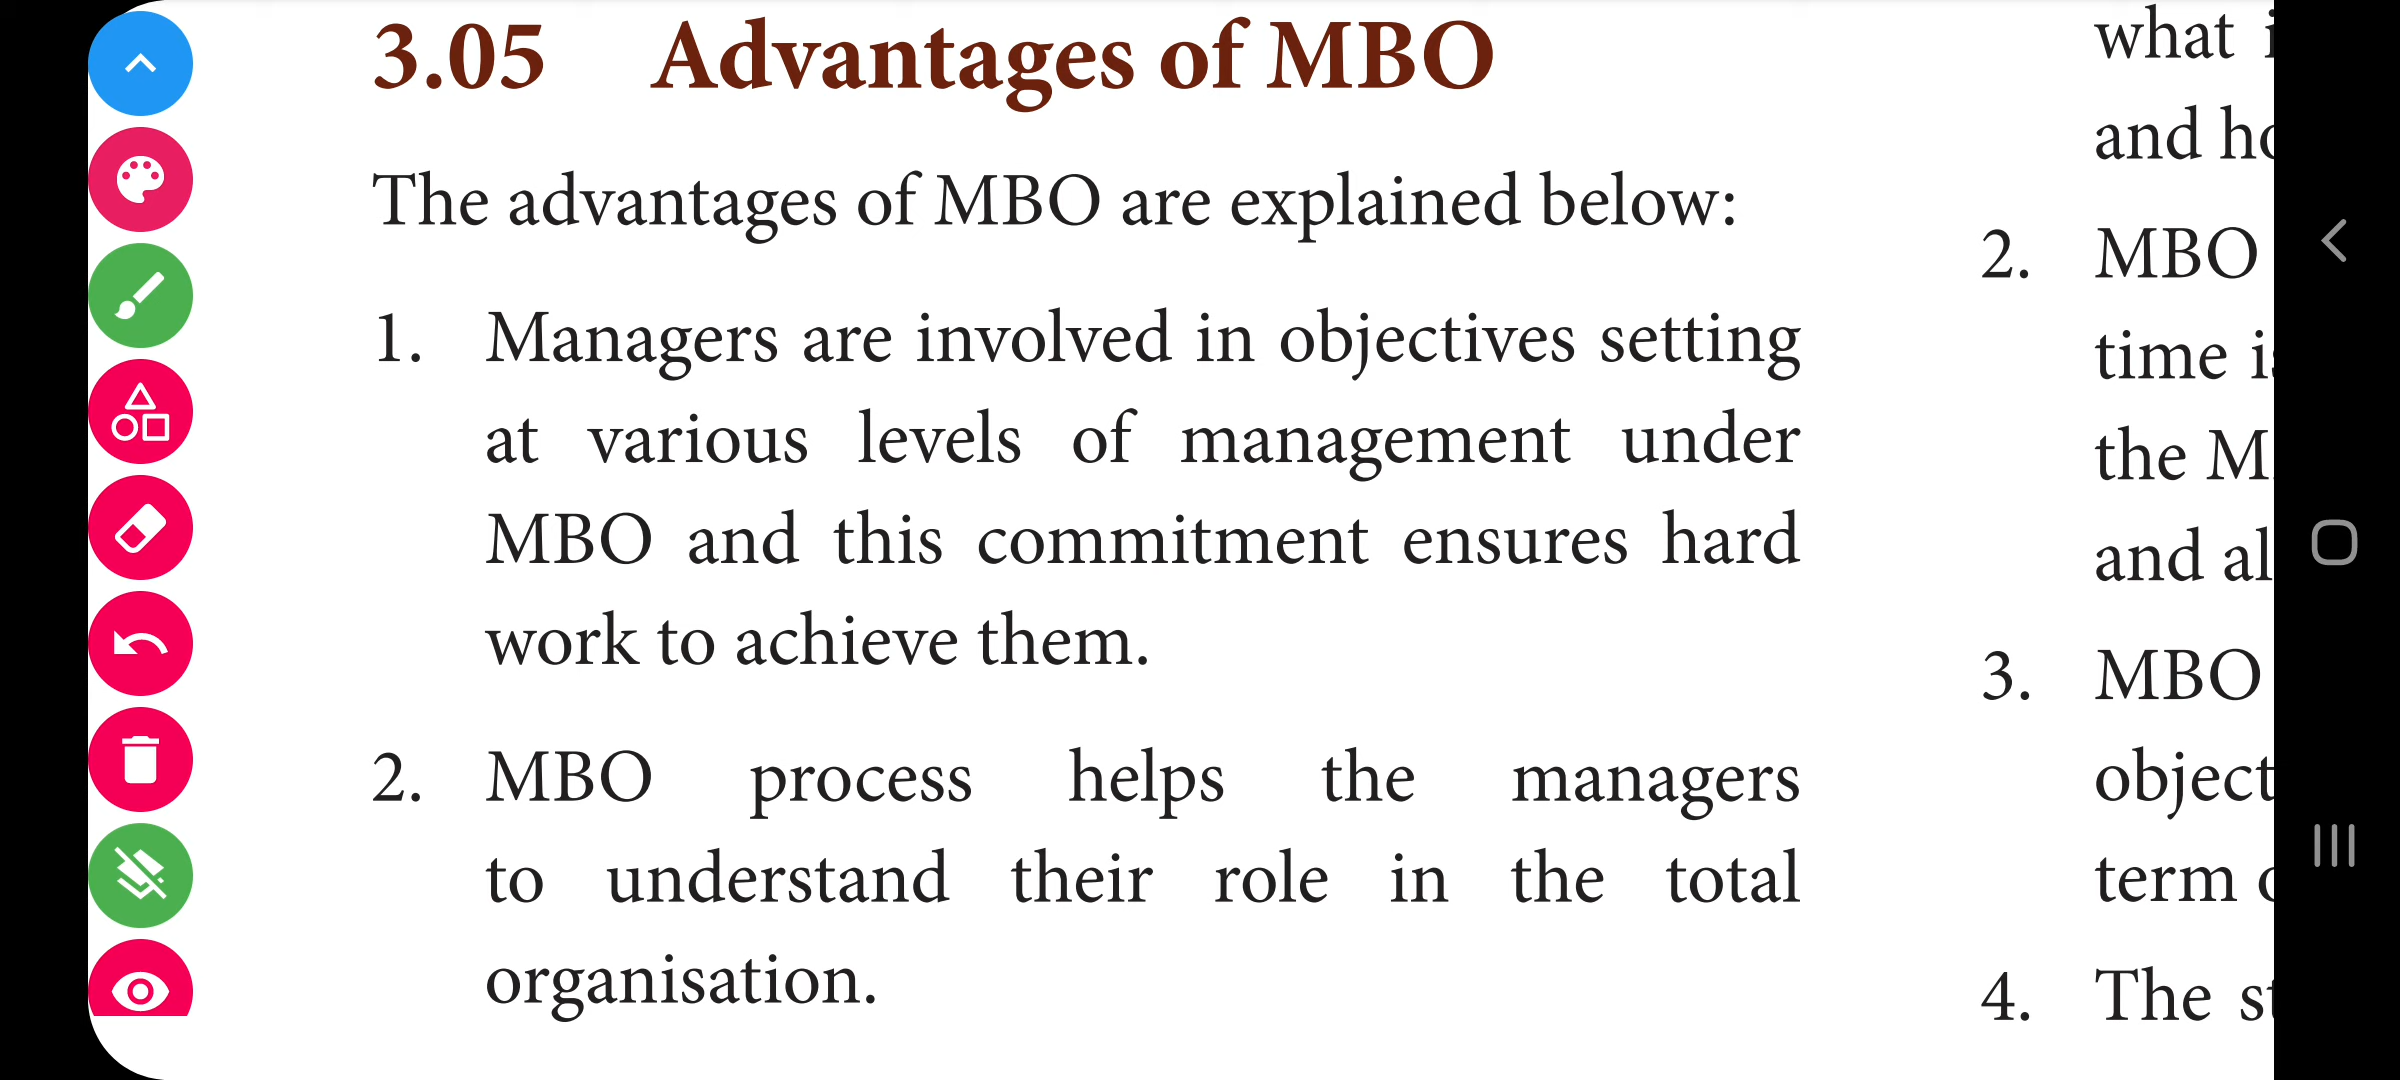 3.05 Advantages of MBO
The advantages of MBO are explained below:
1. Managers are involved in objectives setting
at various levels of management under
MBO and this commitment ensures hard
work to achieve them.
2. MBO process helps the managers
to understand their role in the total
organisation.
what
and
2. MBO
time
the
and
3. MBO
term
4. The